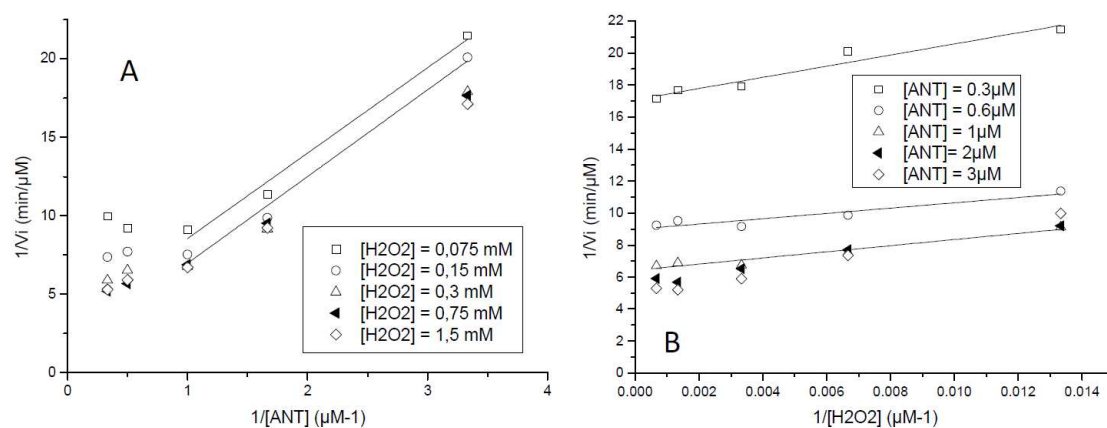 A
1/Vi (min/µM)
20
15
10
5
0
[H2O2] = 0,075 mM
[H2O2] = 0,15 mM
[H2O2] = 0,3 mM
[H2O2] = 0,75 mM
[H2O2] = 1,5 mM
0 1 2 3 4
1/[ANT] (µM-1)
B
1/Vi (min/µM)
22
20
18
16
14
12
10
8
6
4
2
0
[ANT] = 0.3µM
[ANT] = 0.6µM
[ANT] = 1µM
[ANT]= 2µM
[ANT] = 3µM
0.000 0.002 0.004 0.006 0.008 0.010 0.012 0.014
1/[H2O2] (µM-1)